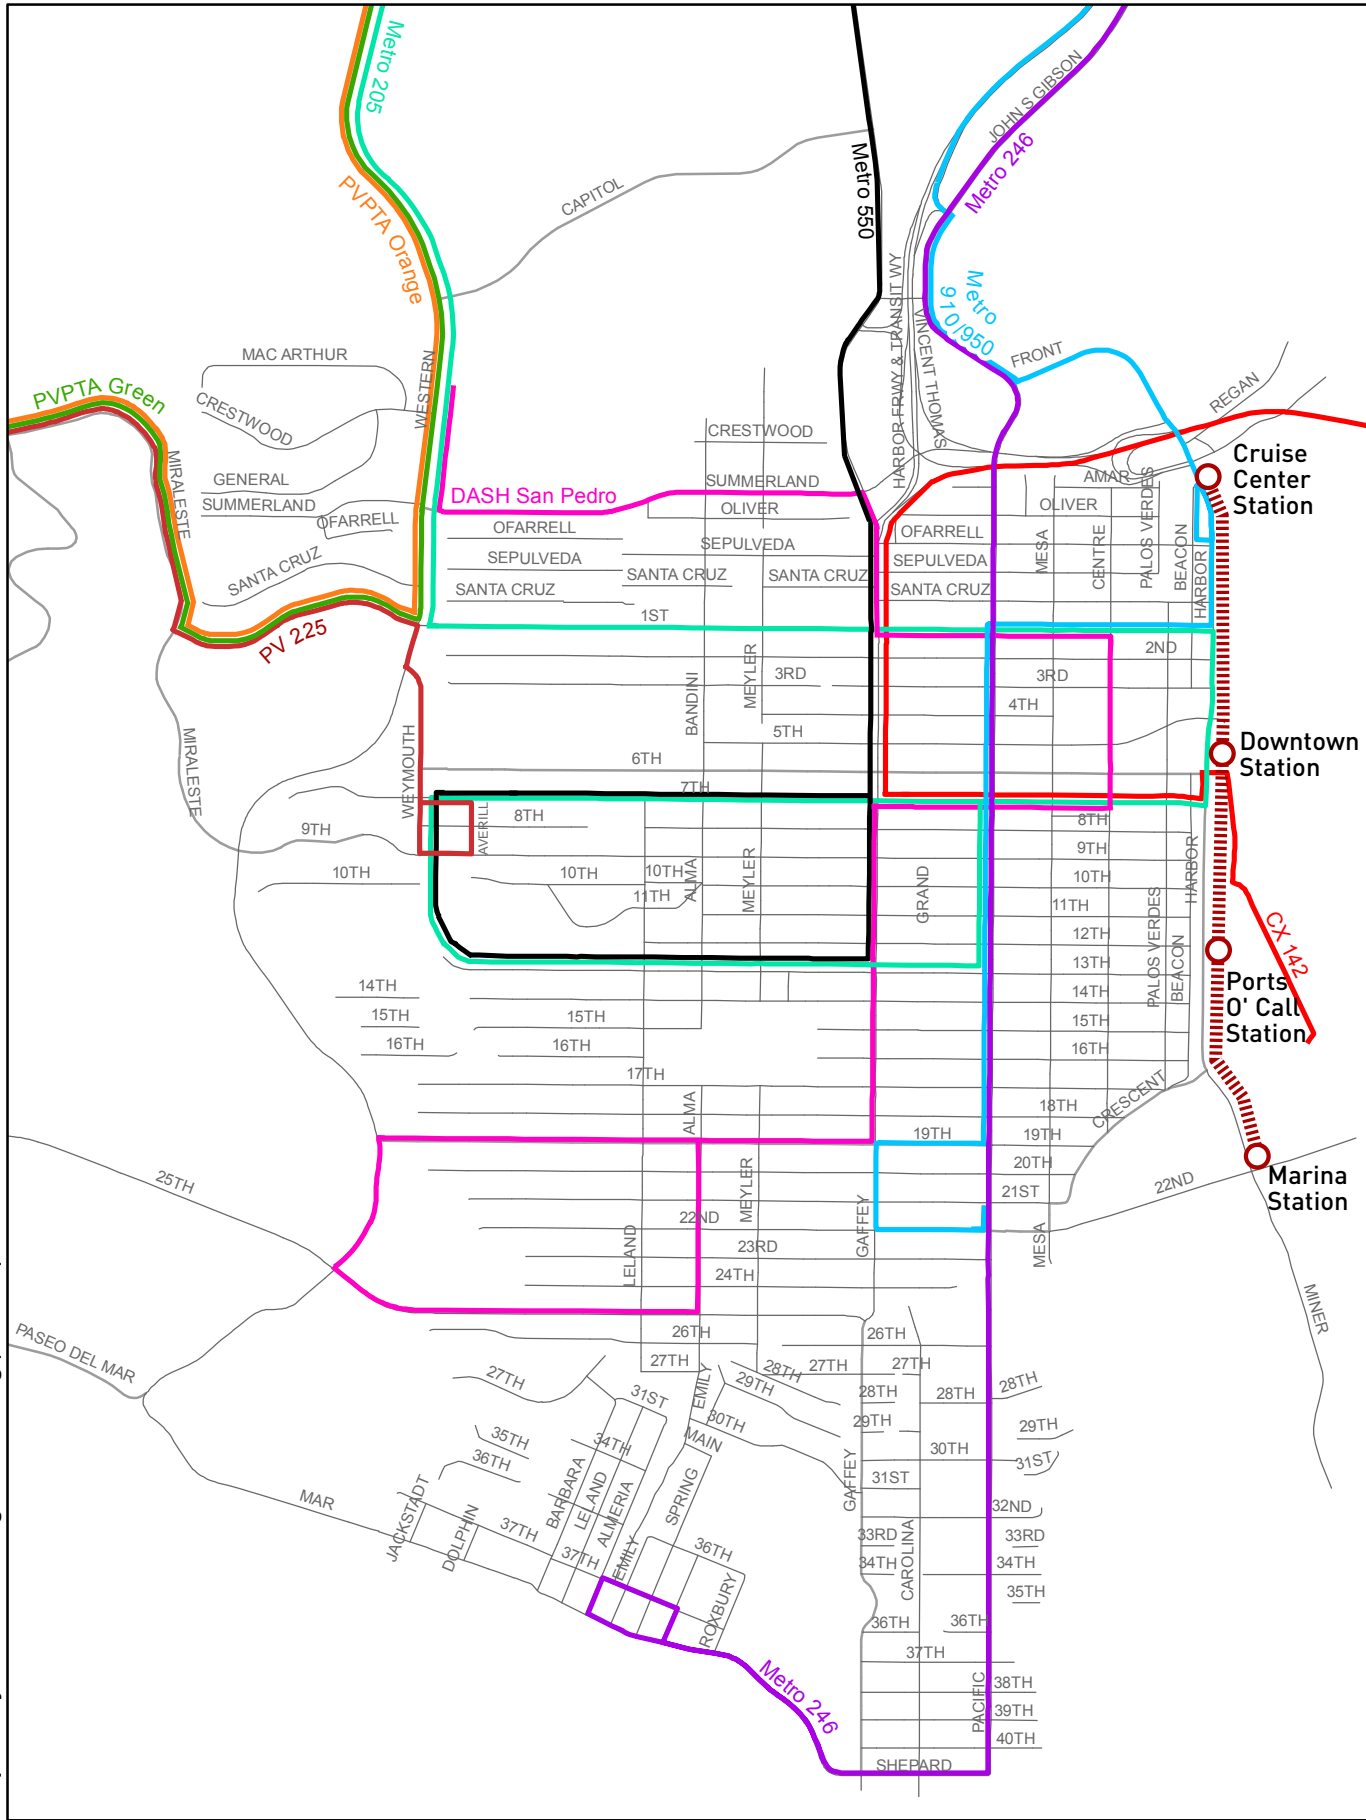 Metro 205
JOHN S GIBSON
Metro 246
Metro 550
PVPTA Orange
CAPITOL
HARBOR FRWY & TRANSIT WY
Metro
910/950
VINCENT THOMAS
FRONT
MAC ARTHUR
WESTERN
REGAN
PVPTA Green
CRESTWOOD
CRESTWOOD
MIRALESTE
GENERAL
SUMMERLAND
OFARRELL
SANTA CRUZ
DASH San Pedro
SUMMERLAND
OLIVER
OFARRELL
SEPULVEDA
SEPULVEDA
SANTA CRUZ
SANTA CRUZ
SANTA CRUZ
1ST
AMAR
OLIVER
OFARRELL
SEPULVEDA
SANTA CRUZ
MESA
CENTRE
PALOS VERDES
BEACON
HARBOR
Cruise
Center
Station
PV 225
2ND
BANDINI
MEYLER
3RD
3RD
4TH
5TH
6TH
7TH
MIRALESTE
WEYMOUTH
Downtown
Station
8TH
AVERILL
9TH
10TH
10TH
10TH
11TH
ALMA
MEYLER
GRAND
8TH
9TH
10TH
11TH
12TH
13TH
14TH
15TH
16TH
PALOS VERDES
BEACON
HARBOR
CX 142
Ports
O' Call
Station
14TH
15TH
16TH
15TH
16TH
17TH
ALMA
18TH
CRESCENT
19TH
19TH
20TH
21ST
22ND
Marina
Station
25TH
MEYLER
22ND
LELAND
23RD
24TH
GAFFEY
MESA
MINER
PASEO DEL MAR
26TH
26TH
27TH
27TH
EMILY
28TH
27TH
27TH
29TH
28TH
28TH
28TH
31ST
30TH
29TH
29TH
35TH
34TH
MAIN
30TH
31ST
36TH
31ST
GAFFEY
MAR
JACKSTADT
DOLPHIN
BARBARA
LELAND
ALMERIA
SPRING
32ND
37TH
37TH
EMILY
36TH
33RD
33RD
34TH
34TH
CAROLINA
35TH
ROXBURY
36TH
36TH
37TH
Metro 246
PACIFIC
38TH
39TH
40TH
SHEPARD